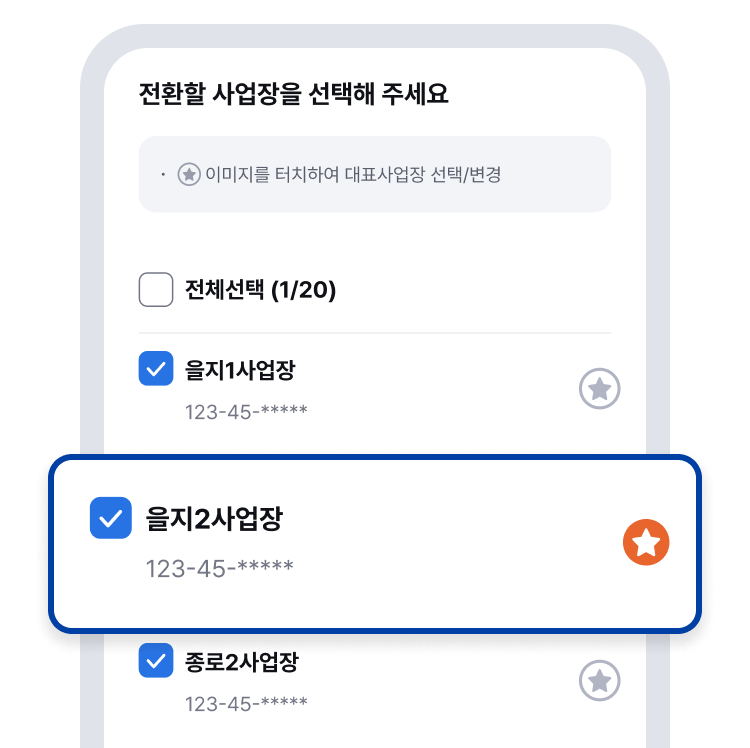 전환할 사업장을 선택해 주세요
· 이미지를 터치하여 대표사업장 선택/변경
전체선택 (1/20)
을지1사업장
123-45-*****
을지2사업장
123-45-*****
종로2사업장
123-45-*****